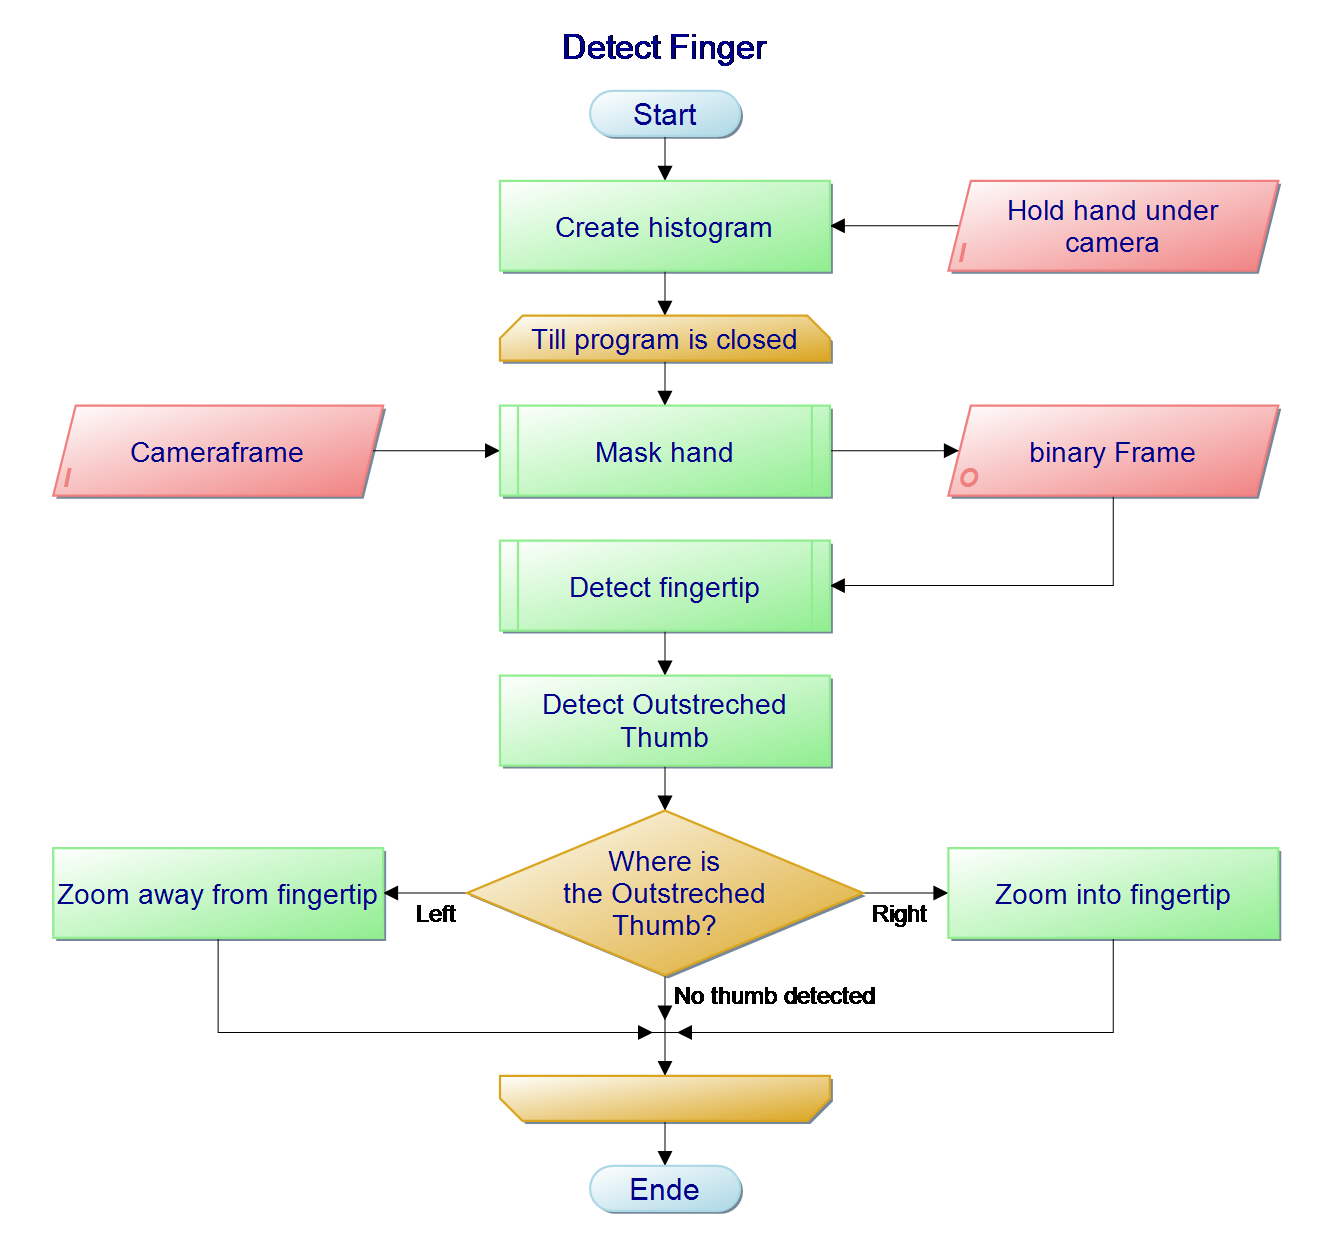 Detect Finger
Start
Create histogram
Hold hand under
camera
I
Till program is closed
Cameraframe
I
Mask hand
binary Frame
O
Detect fingertip
Detect Outstreched
Thumb
Where is
the Outstreched
Thumb?
Zoom away from fingertip
Left
Right
Zoom into fingertip
No thumb detected
Ende